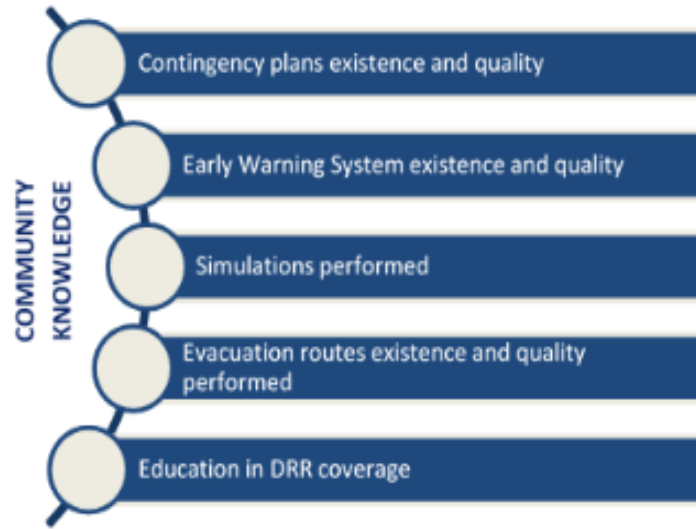 COMMUNITY
KNOWLEDGE
Contingency plans existence and quality
Early Warning System existence and quality
Simulations performed
Evacuation routes existence and quality
performed
Education in DRR coverage